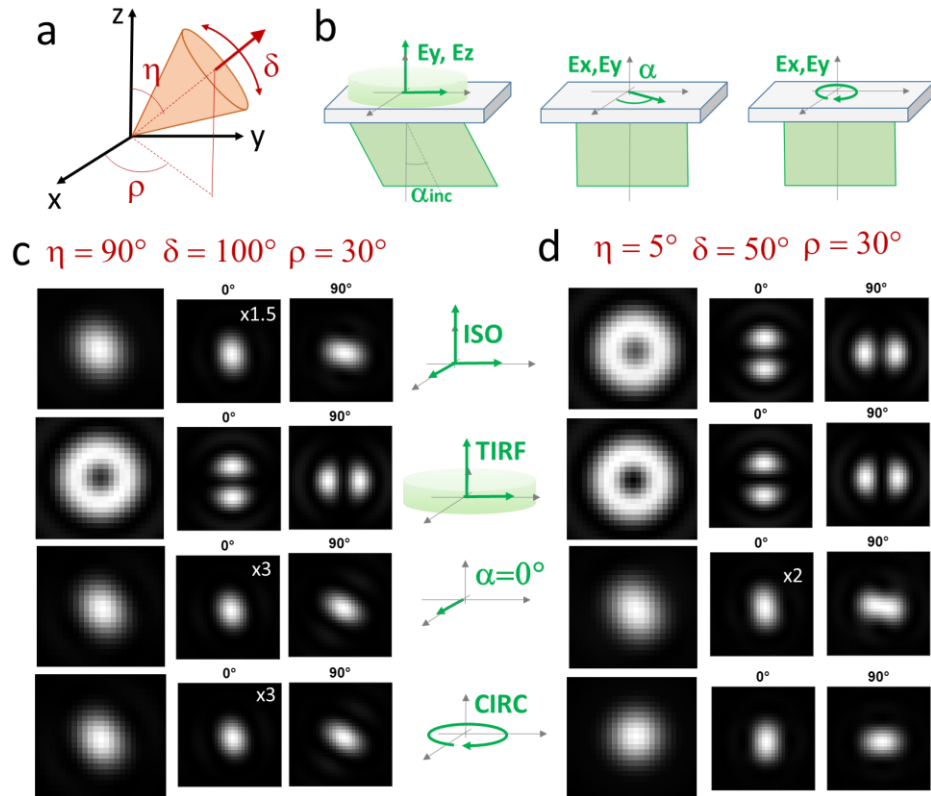 a
z
η
δ
y
x
ρ
b
Ey, Ez
αinc
Ex,Ey
α
Ex,Ey
c η = 90° δ = 100° ρ = 30°
0°
90°
x1.5
ISO
0°
90°
TIRF
0°
90°
x3
α=0°
0°
90°
x3
CIRC
d η = 5° δ = 50° ρ = 30°
0°
90°
0°
90°
0°
90°
x2
0°
90°